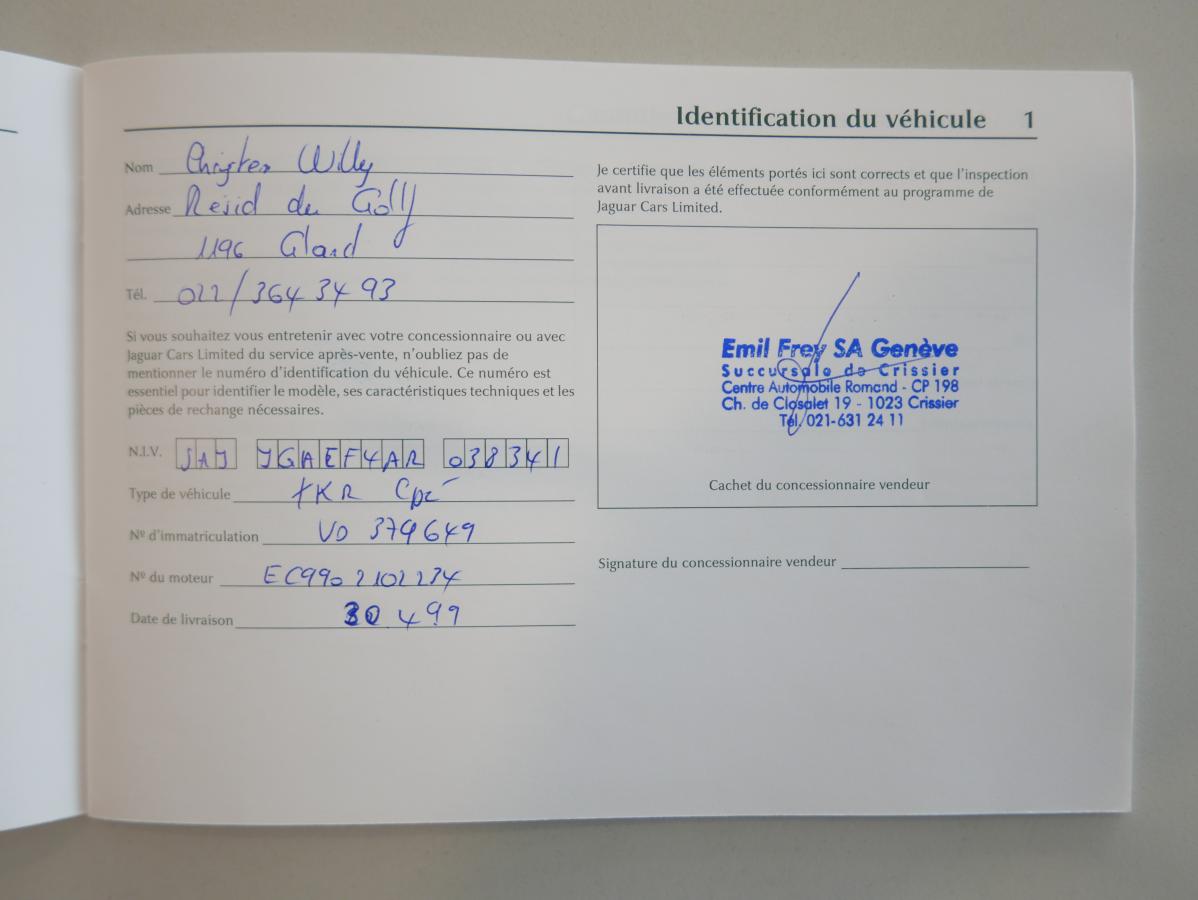 Identification du véhicule 1
Nom Christen Willy
Adresse Resid du Golf
1196 Gland
Tél. 022/364 34 93
Si vous souhaitez vous entretenir avec votre concessionnaire ou avec
Jaguar Cars Limited du service après-vente, n'oubliez pas de
mentionner le numéro d'identification du véhicule. Ce numéro est
essentiel pour identifier le modèle, ses caractéristiques techniques et les
pièces de rechange nécessaires.
N.I.V. SAJ JGAEF4AR 038341
Type de véhicule XKR Cpé
Nº d'immatriculation VD 379649
Nº du moteur EC990 2102234
Date de livraison 30 4 99
Je certifie que les éléments portés ici sont corrects et que l'inspection
avant livraison a été effectuée conformément au programme de
Jaguar Cars Limited.
Emil Frey SA Genève
Succursale de Crissier
Centre Automobile Romand - CP 198
Ch. de Closalet 19 - 1023 Crissier
Tél. 021-631 24 11
Cachet du concessionnaire vendeur
Signature du concessionnaire vendeur